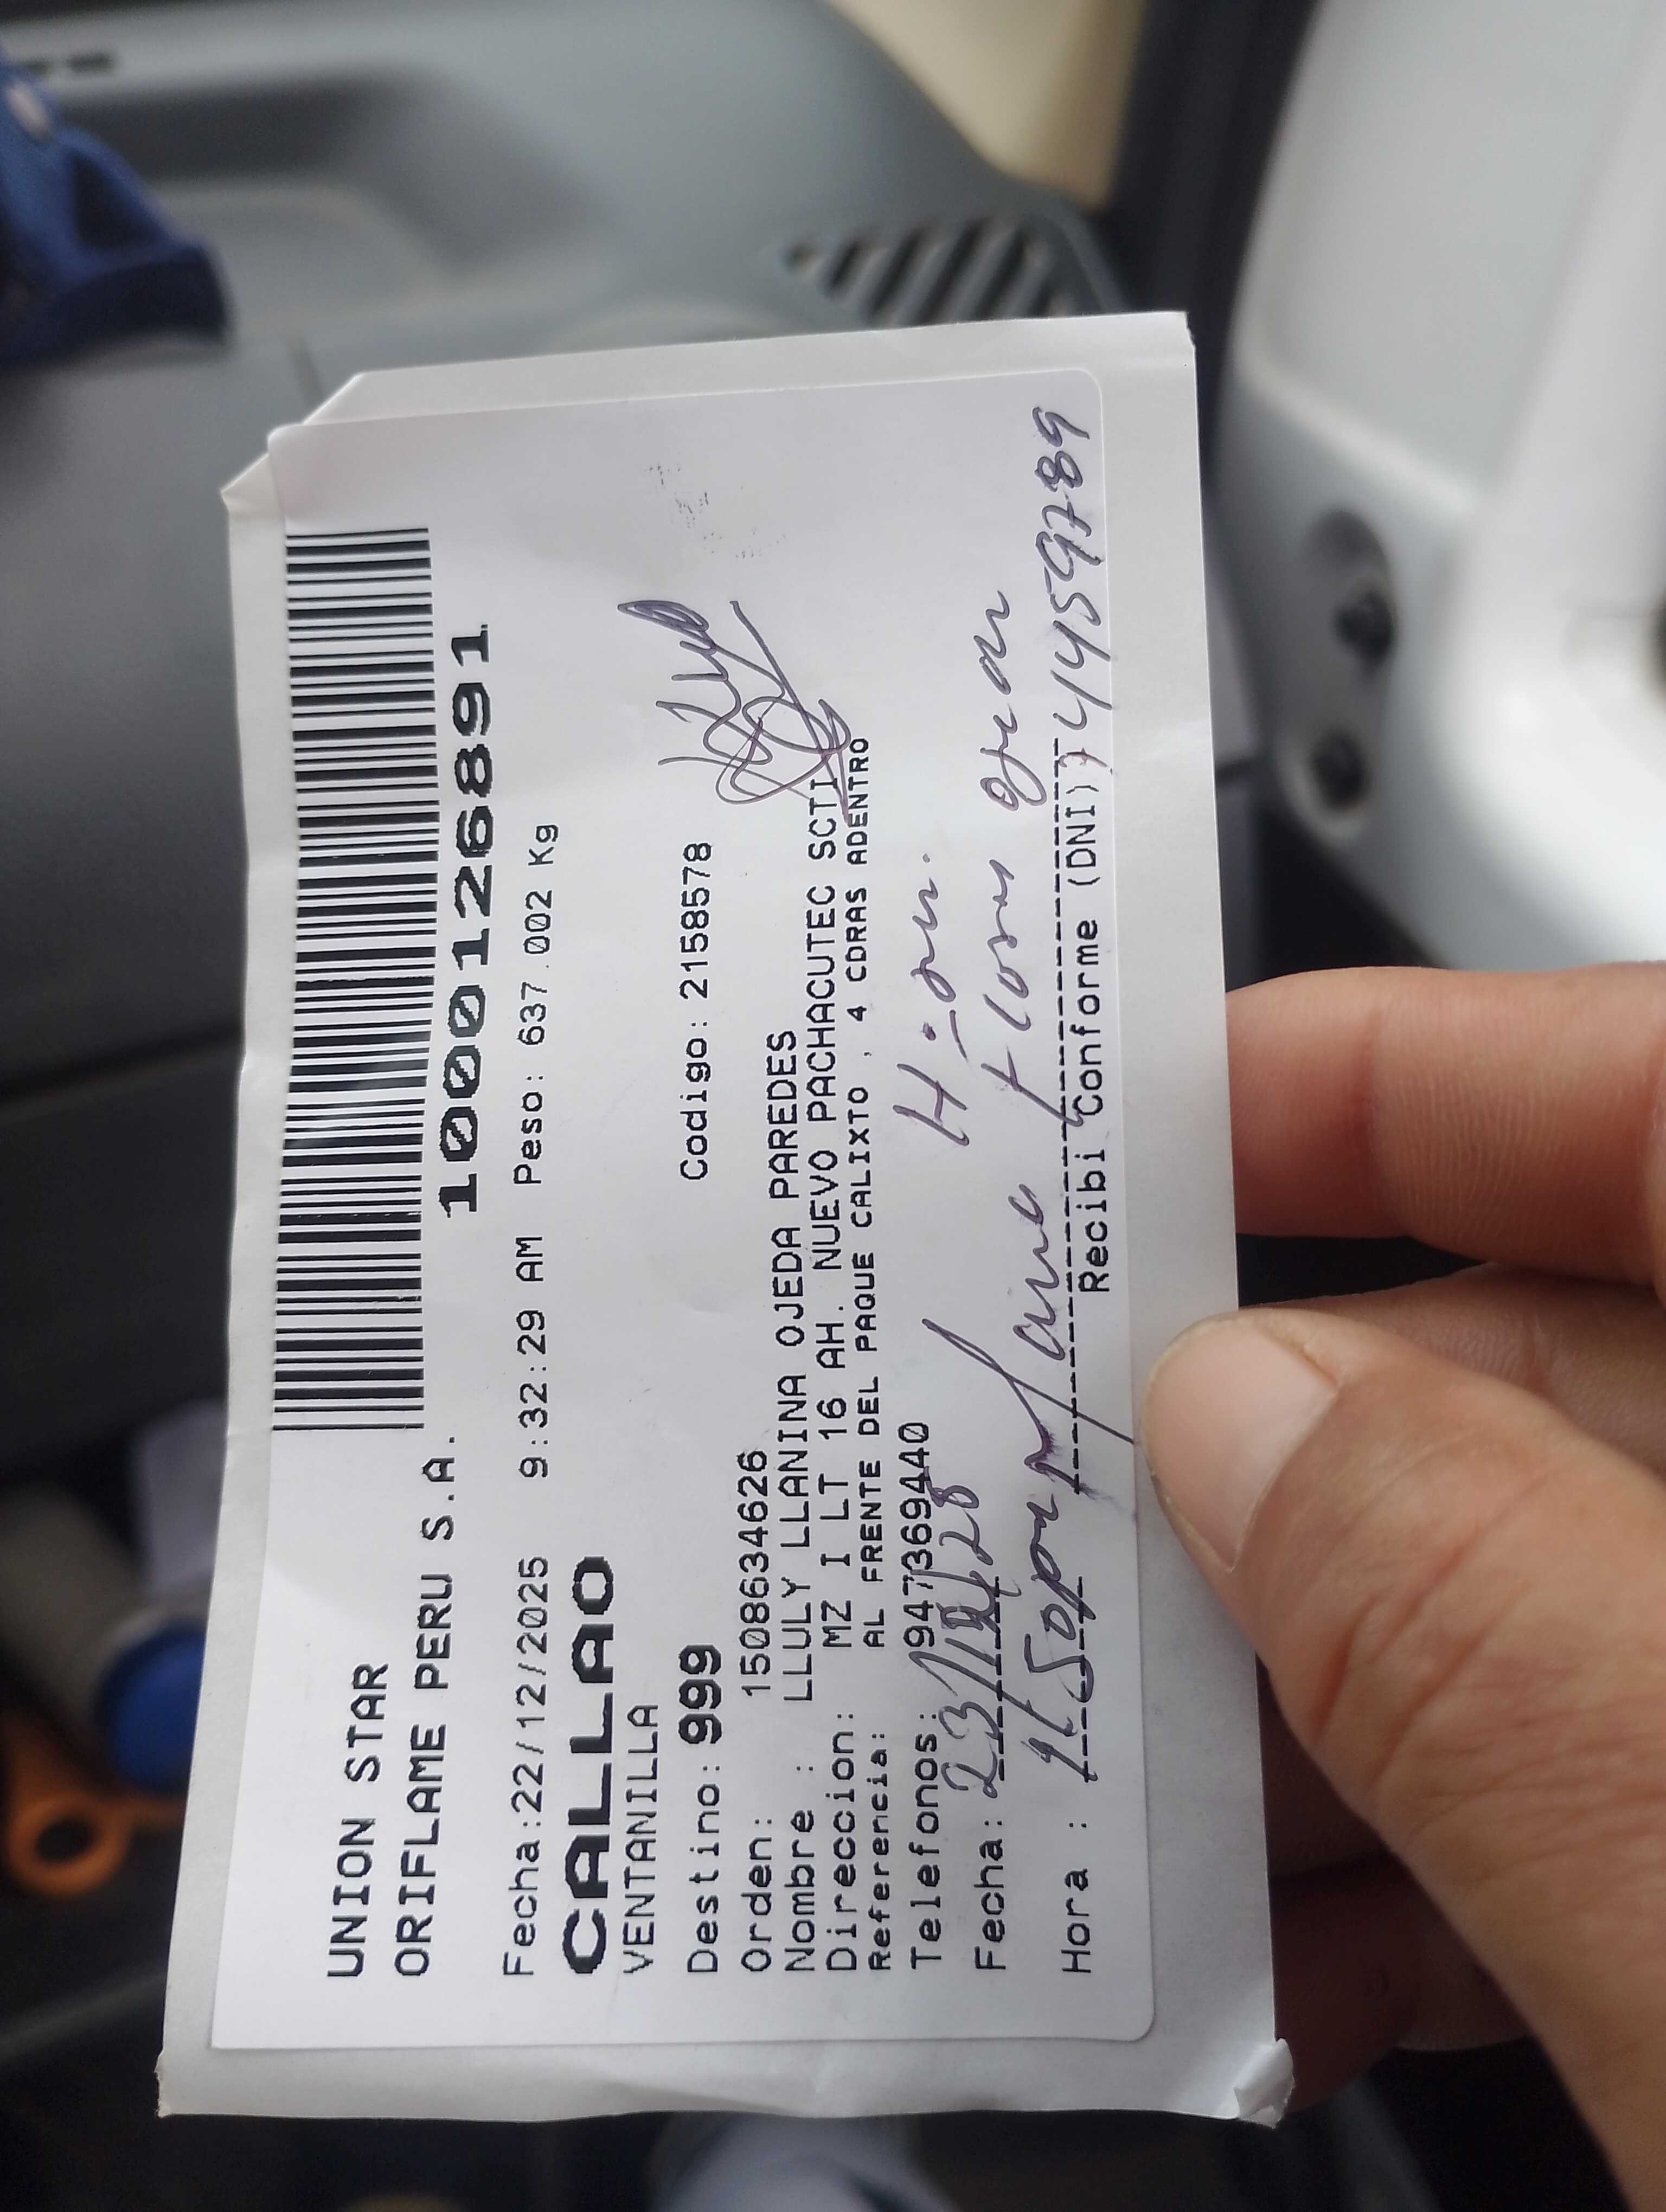 UNION STAR
ORIFLAME PERU S.A.
1000126891
Fecha:22/12/2025 9:32:29 AM Peso: 637.002 Kg
CALLAO
VENTANILLA
Destino: 999 Codigo: 2158578
Orden: 1508634626
Nombre : LLULY LLANINA OJEDA PAREDES
Direccion: MZ I LT 16 AH. NUEVO PACHACUTEC SCTI
Referencia: AL FRENTE DEL PAQUE CALIXTO , 4 CDRAS ADENTRO
Telefonos: 947369440
Fecha: 23/12/25
Hora :
Recibi Conforme (DNI) 74459789